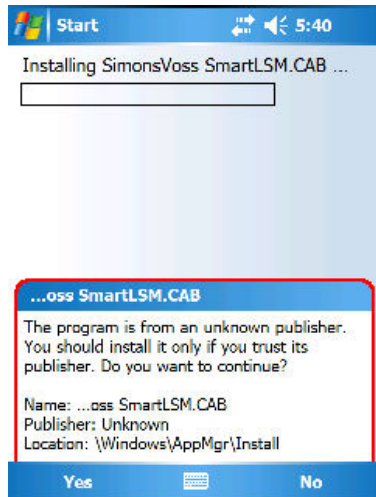 Start 5:40
Installing SimonsVoss SmartLSM.CAB ...
...oss SmartLSM.CAB
The program is from an unknown publisher.
You should install it only if you trust its
publisher. Do you want to continue?
Name: ...oss SmartLSM.CAB
Publisher: Unknown
Location: \Windows\AppMgr\Install
Yes No